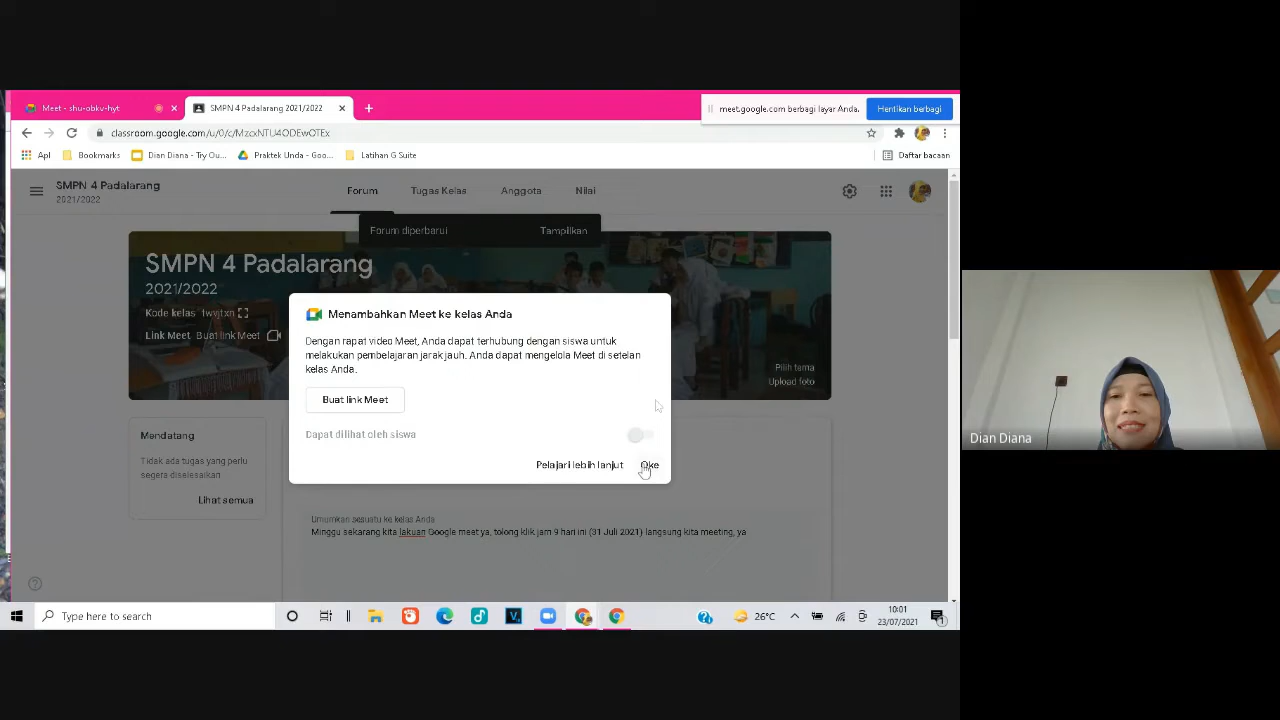 Meet - shu-obkv-hyt
SMPN 4 Padalarang 2021/2022
meet.google.com berbagi layar Anda.
Hentikan berbagi
classroom.google.com/u/0/c/MzcxNTU4ODEwOTEx
Apl
Bookmarks
Dian Diana - Try Ou...
Praktek Unda - Goo...
Latihan G Suite
Daftar bacaan
SMPN 4 Padalarang
2021/2022
Forum
Tugas Kelas
Anggota
Nilai
Forum diperbarui
Tampilkan
SMPN 4 Padalarang
2021/2022
Kode kelas twvjtxn
Link Meet Buat link Meet
Pilih tema
Upload foto
Menambahkan Meet ke kelas Anda
Dengan rapat video Meet, Anda dapat terhubung dengan siswa untuk
melakukan pembelajaran jarak jauh. Anda dapat mengelola Meet di setelan
kelas Anda.
Buat link Meet
Dapat dilihat oleh siswa
Pelajari lebih lanjut
Oke
Mendatang
Tidak ada tugas yang perlu
segera diselesaikan
Lihat semua
Umumkan sesuatu ke kelas Anda
Minggu sekarang kita lakuan Google meet ya, tolong klik jam 9 hari ini (31 Juli 2021) langsung kita meeting, ya
Dian Diana
Type here to search
26°C
10:01
23/07/2021